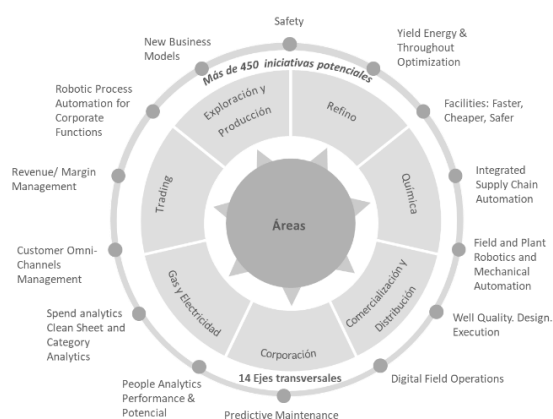 Safety
Yield Energy &
Throughout
Optimization
Facilities: Faster,
Cheaper, Safer
Integrated
Supply Chain
Automation
Field and Plant
Robotics and
Mechanical
Automation
Well Quality. Design.
Execution
Digital Field Operations
Predictive Maintenance
People Analytics
Performance &
Potencial
Spend analytics
Clean Sheet and
Category
Analytics
Customer Omni-
Channels
Management
Revenue/ Margin
Management
Robotic Process
Automation for
Corporate
Functions
New Business
Models
Más de 450 iniciativas potenciales
Exploración y
Producción
Refino
Química
Comercialización y
Distribución
Corporación
Gas y Electricidad
Trading
Áreas
14 Ejes transversales